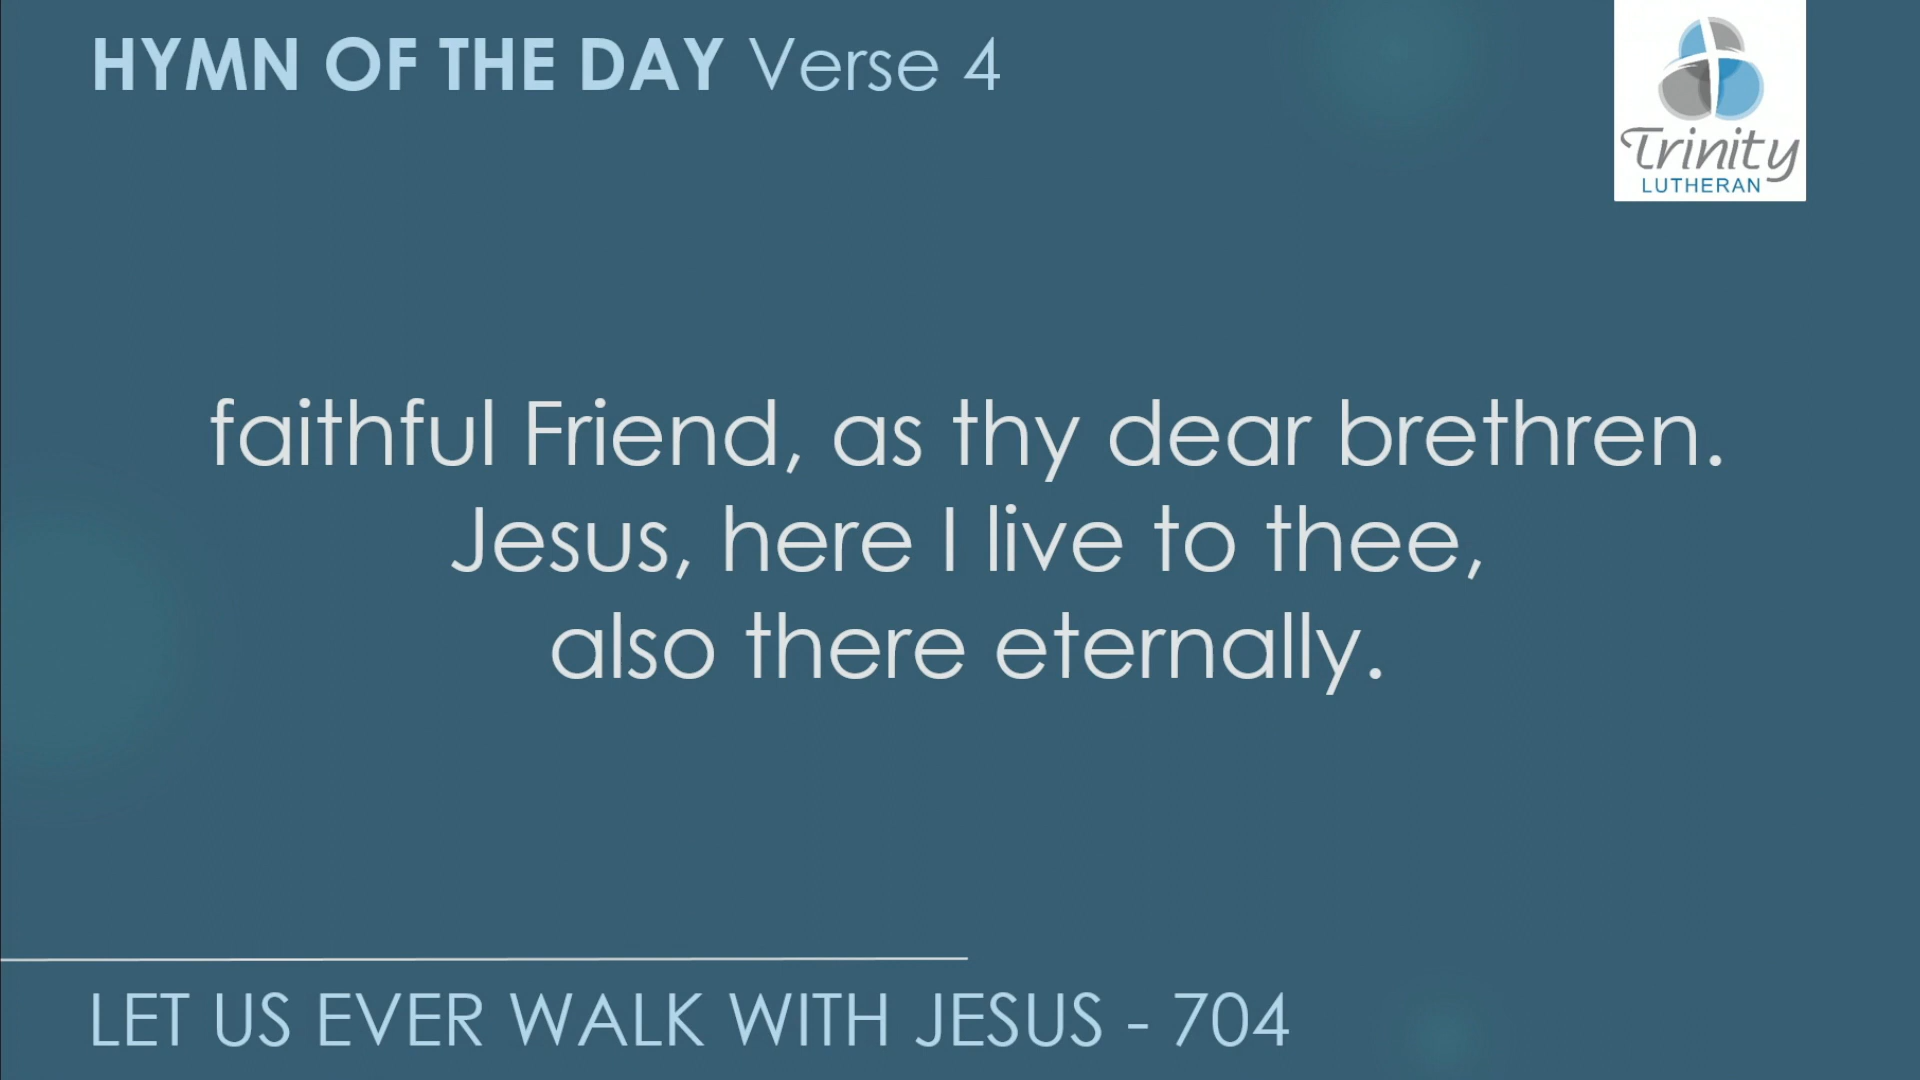 HYMN OF THE DAY Verse 4
Trinity
LUTHERAN
faithful Friend, as thy dear brethren.
Jesus, here I live to thee,
also there eternally.
LET US EVER WALK WITH JESUS - 704